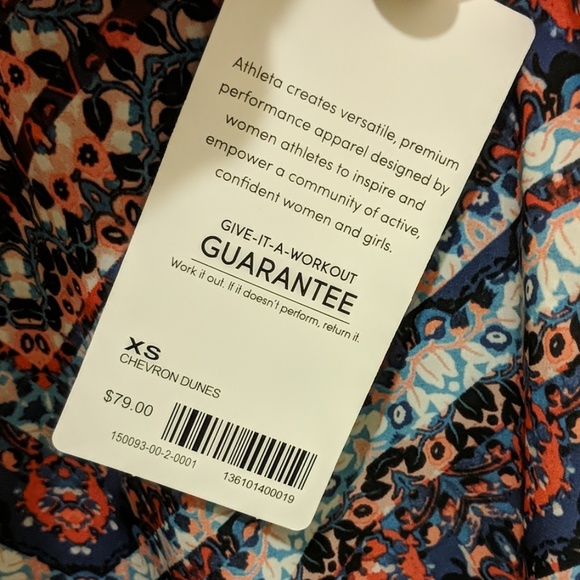 Athleta creates versatile, premium
performance apparel designed by
women athletes to inspire and
empower a community of active,
confident women and girls.
GIVE-IT-A-WORKOUT
GUARANTEE
Work it out. If it doesn't perform, return it.
XS
CHEVRON DUNES
$79.00
150093-00-2-0001
136101400019